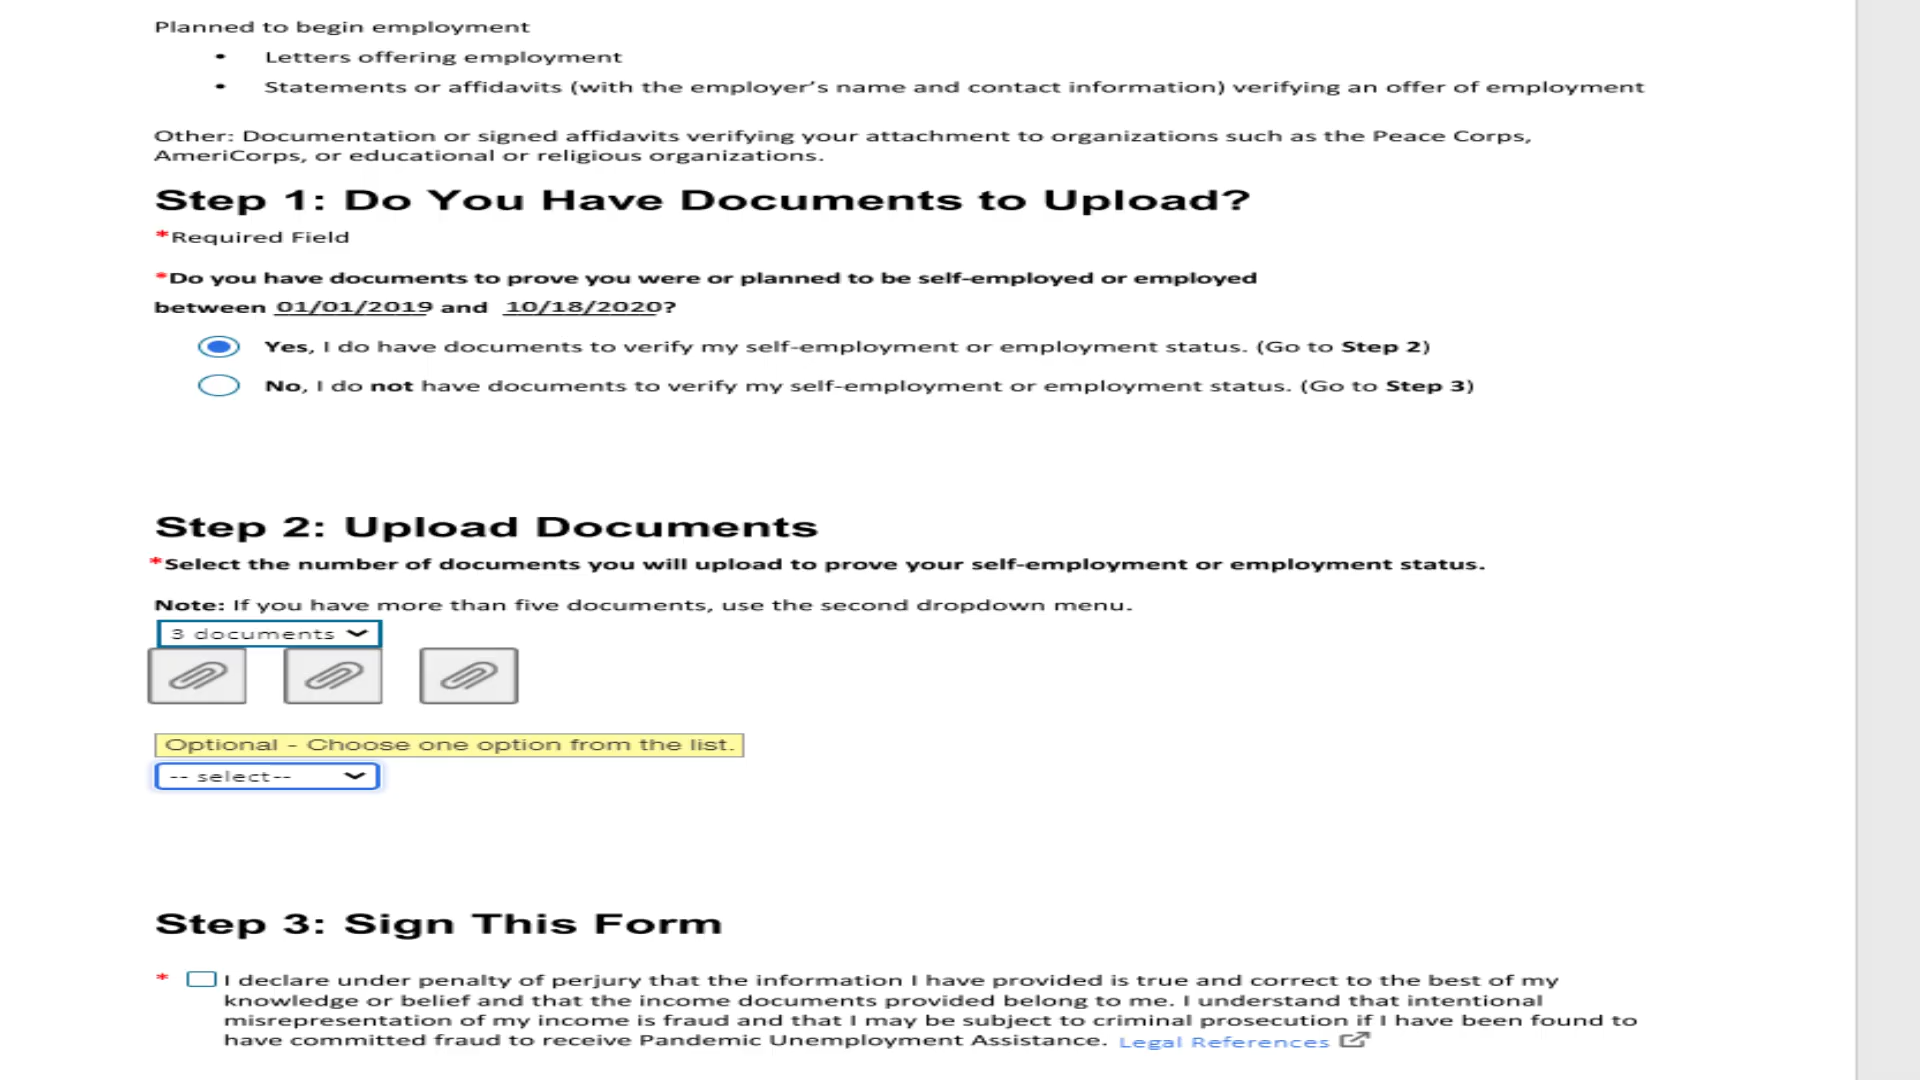 Planned to begin employment
• Letters offering employment
• Statements or affidavits (with the employer’s name and contact information) verifying an offer of employment
Other: Documentation or signed affidavits verifying your attachment to organizations such as the Peace Corps,
AmeriCorps, or educational or religious organizations.
Step 1: Do You Have Documents to Upload?
*Required Field
*Do you have documents to prove you were or planned to be self-employed or employed
between 01/01/2019 and 10/18/2020?
Yes, I do have documents to verify my self-employment or employment status. (Go to Step 2)
No, I do not have documents to verify my self-employment or employment status. (Go to Step 3)
Step 2: Upload Documents
*Select the number of documents you will upload to prove your self-employment or employment status.
Note: If you have more than five documents, use the second dropdown menu.
3 documents
Optional - Choose one option from the list.
-- select--
Step 3: Sign This Form
* I declare under penalty of perjury that the information I have provided is true and correct to the best of my
knowledge or belief and that the income documents provided belong to me. I understand that intentional
misrepresentation of my income is fraud and that I may be subject to criminal prosecution if I have been found to
have committed fraud to receive Pandemic Unemployment Assistance. Legal References